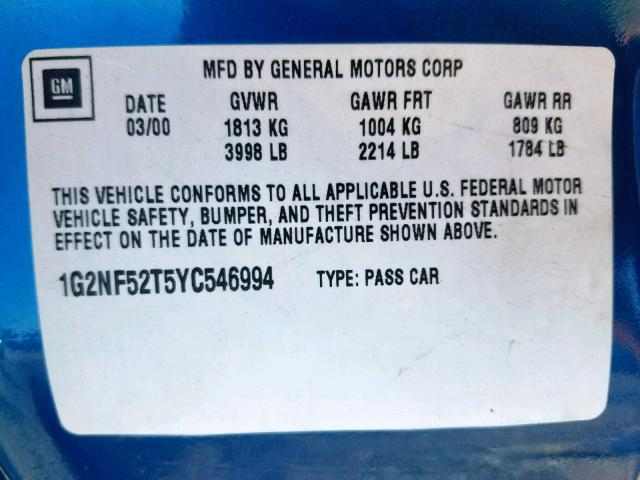 MFD BY GENERAL MOTORS CORP
GM
DATE GVWR GAWR FRT GAWR RR
03/00 1813 KG 1004 KG 809 KG
3998 LB 2214 LB 1784 LB
THIS VEHICLE CONFORMS TO ALL APPLICABLE U.S. FEDERAL MOTOR
VEHICLE SAFETY, BUMPER, AND THEFT PREVENTION STANDARDS IN
EFFECT ON THE DATE OF MANUFACTURE SHOWN ABOVE.
1G2NF52T5YC546994 TYPE: PASS CAR